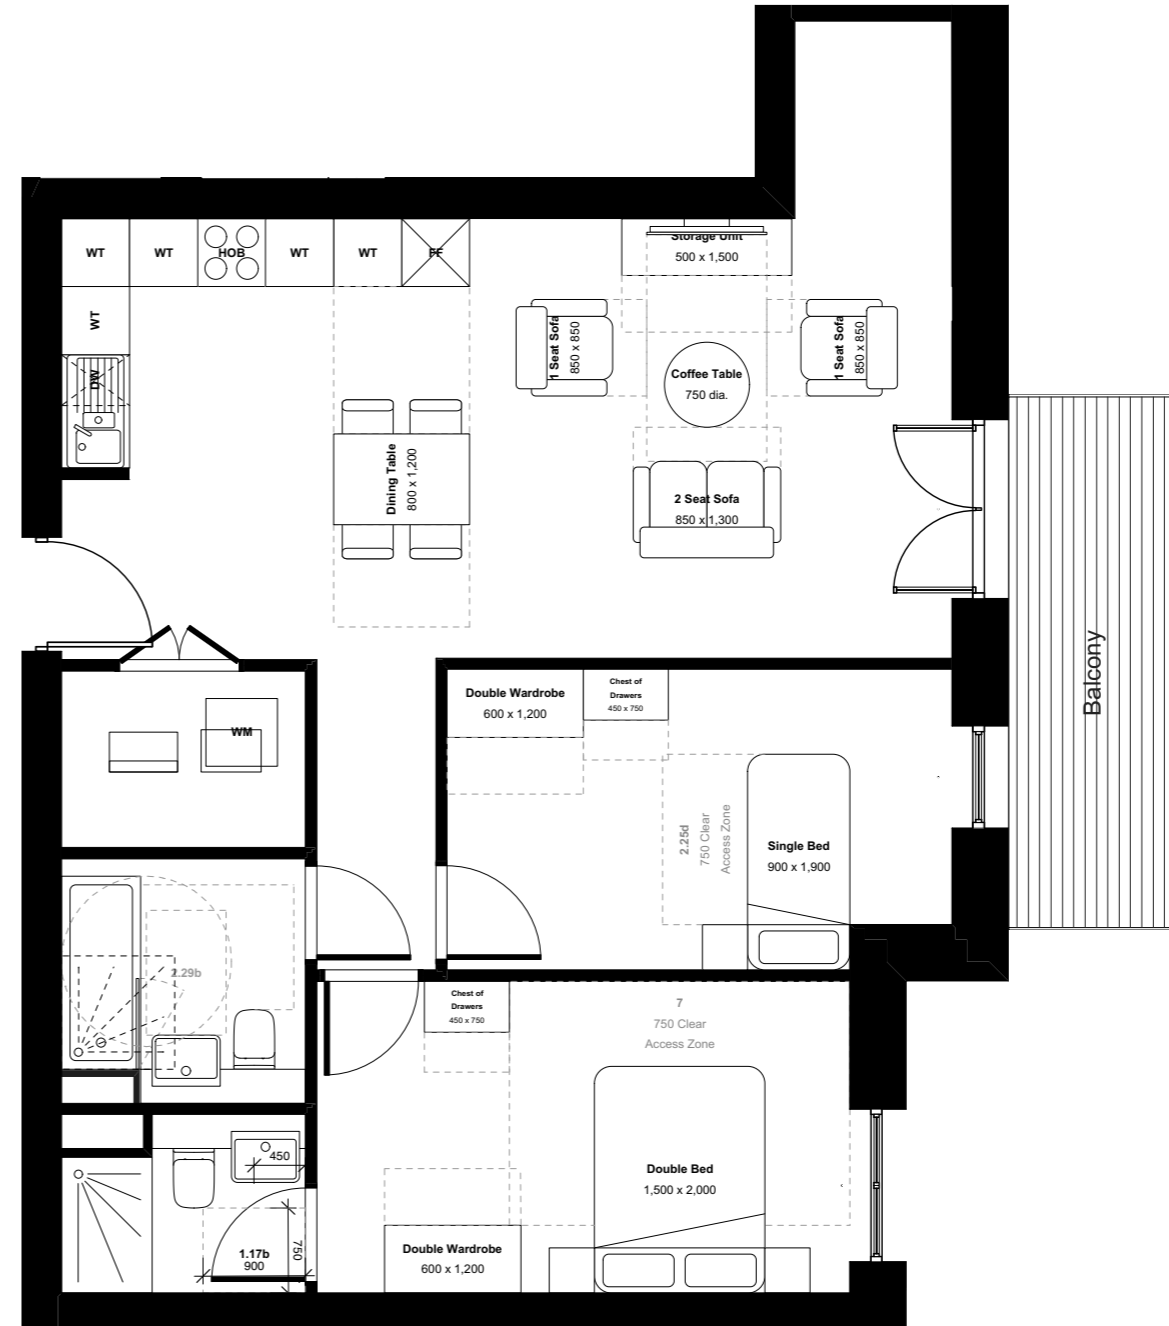 WT
WT
HOB
WT
WT
FF
WT
DW
Storage Unit
500 x 1,500
1 Seat Sofa
850 x 850
1 Seat Sofa
850 x 850
Coffee Table
750 dia.
Dining Table
800 x 1,200
2 Seat Sofa
850 x 1,300
Balcony
WM
Double Wardrobe
600 x 1,200
Chest of
Drawers
450 x 750
2.25d
750 Clear
Access Zone
Single Bed
900 x 1,900
2.29b
Chest of
Drawers
450 x 750
7
750 Clear
Access Zone
450
Double Bed
1,500 x 2,000
1.17b
900
750
Double Wardrobe
600 x 1,200